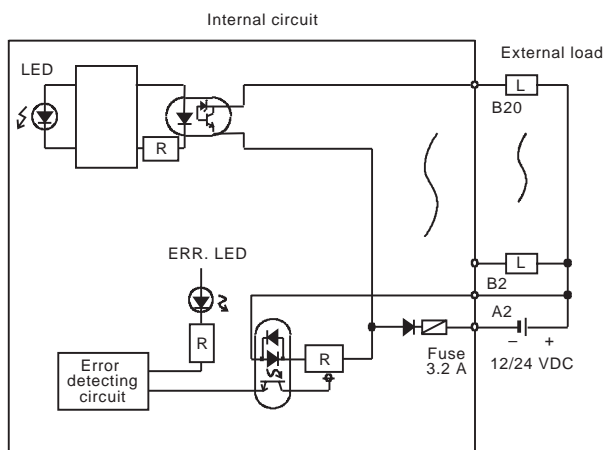 Internal circuit
External load
LED
L
R
B20
ERR. LED
L
B2
A2
R
R
Fuse
3.2 A
– +
12/24 VDC
Error
detecting
circuit